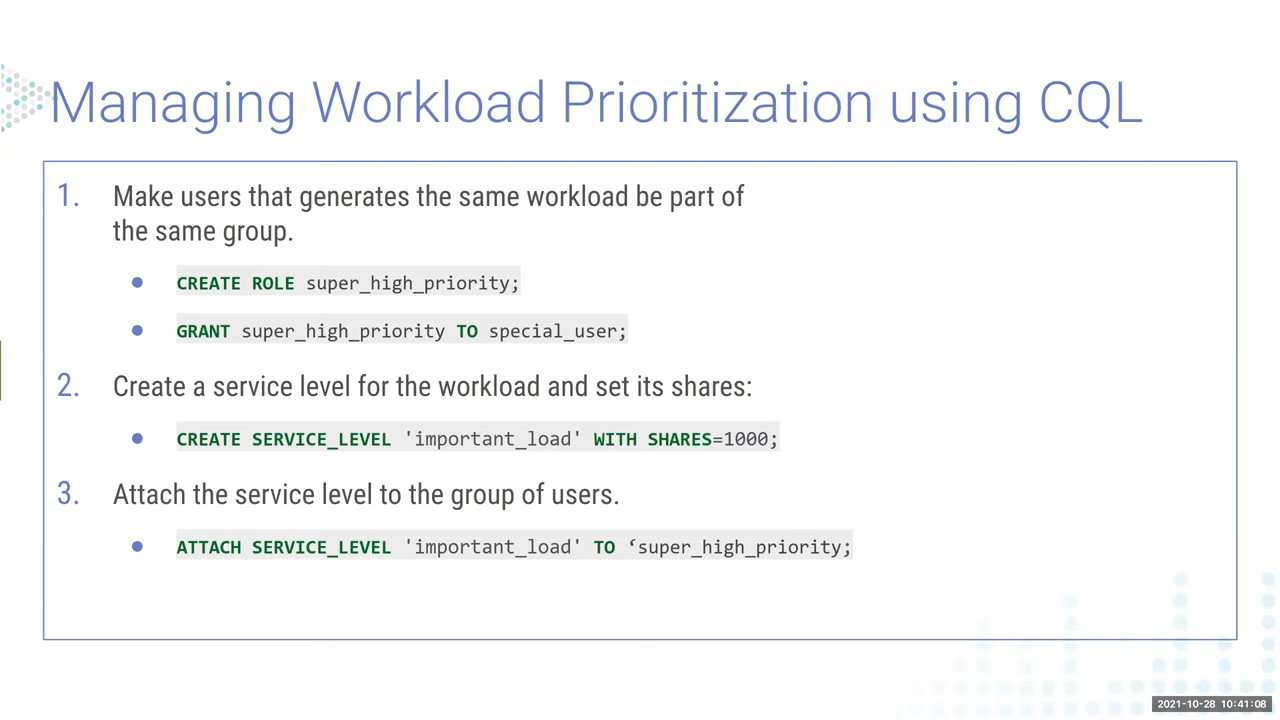 Managing Workload Prioritization using CQL
1. Make users that generates the same workload be part of
the same group.
● CREATE ROLE super_high_priority;
● GRANT super_high_priority TO special_user;
2. Create a service level for the workload and set its shares:
● CREATE SERVICE_LEVEL 'important_load' WITH SHARES=1000;
3. Attach the service level to the group of users.
● ATTACH SERVICE_LEVEL 'important_load' TO ‘super_high_priority;
2021-10-28 10:41:08